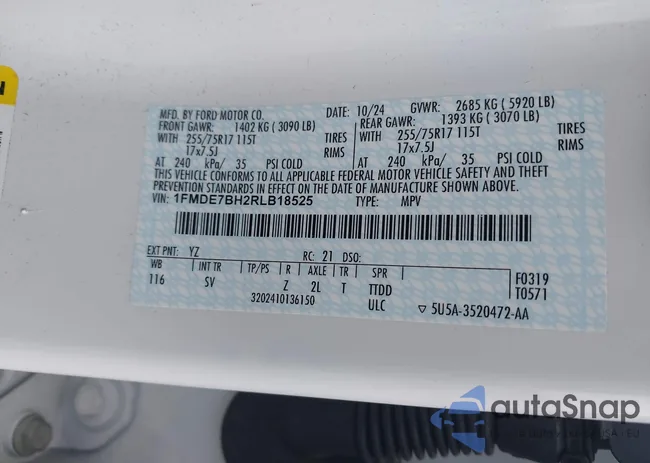 MFD. BY FORD MOTOR CO. DATE: 10/24 GVWR: 2685 KG ( 5920 LB)
FRONT GAWR: 1402 KG ( 3090 LB) REAR GAWR: 1393 KG ( 3070 LB)
WITH 255/75R17 115T TIRES WITH 255/75R17 115T TIRES
17x7.5J RIMS 17x7.5J RIMS
AT 240 kPa/ 35 PSI COLD AT 240 kPa/ 35 PSI COLD
THIS VEHICLE CONFORMS TO ALL APPLICABLE FEDERAL MOTOR VEHICLE SAFETY AND THEFT
PREVENTION STANDARDS IN EFFECT ON THE DATE OF MANUFACTURE SHOWN ABOVE.
VIN: 1FMDE7BH2RLB18525 TYPE: MPV
EXT PNT: YZ RC: 21 DSO:
WB INT TR TP/PS R AXLE TR SPR F0319
116 SV Z 2L T TTDD T0571
3202410136150 ULC ▽ 5U5A-3520472-AA
autoSnap